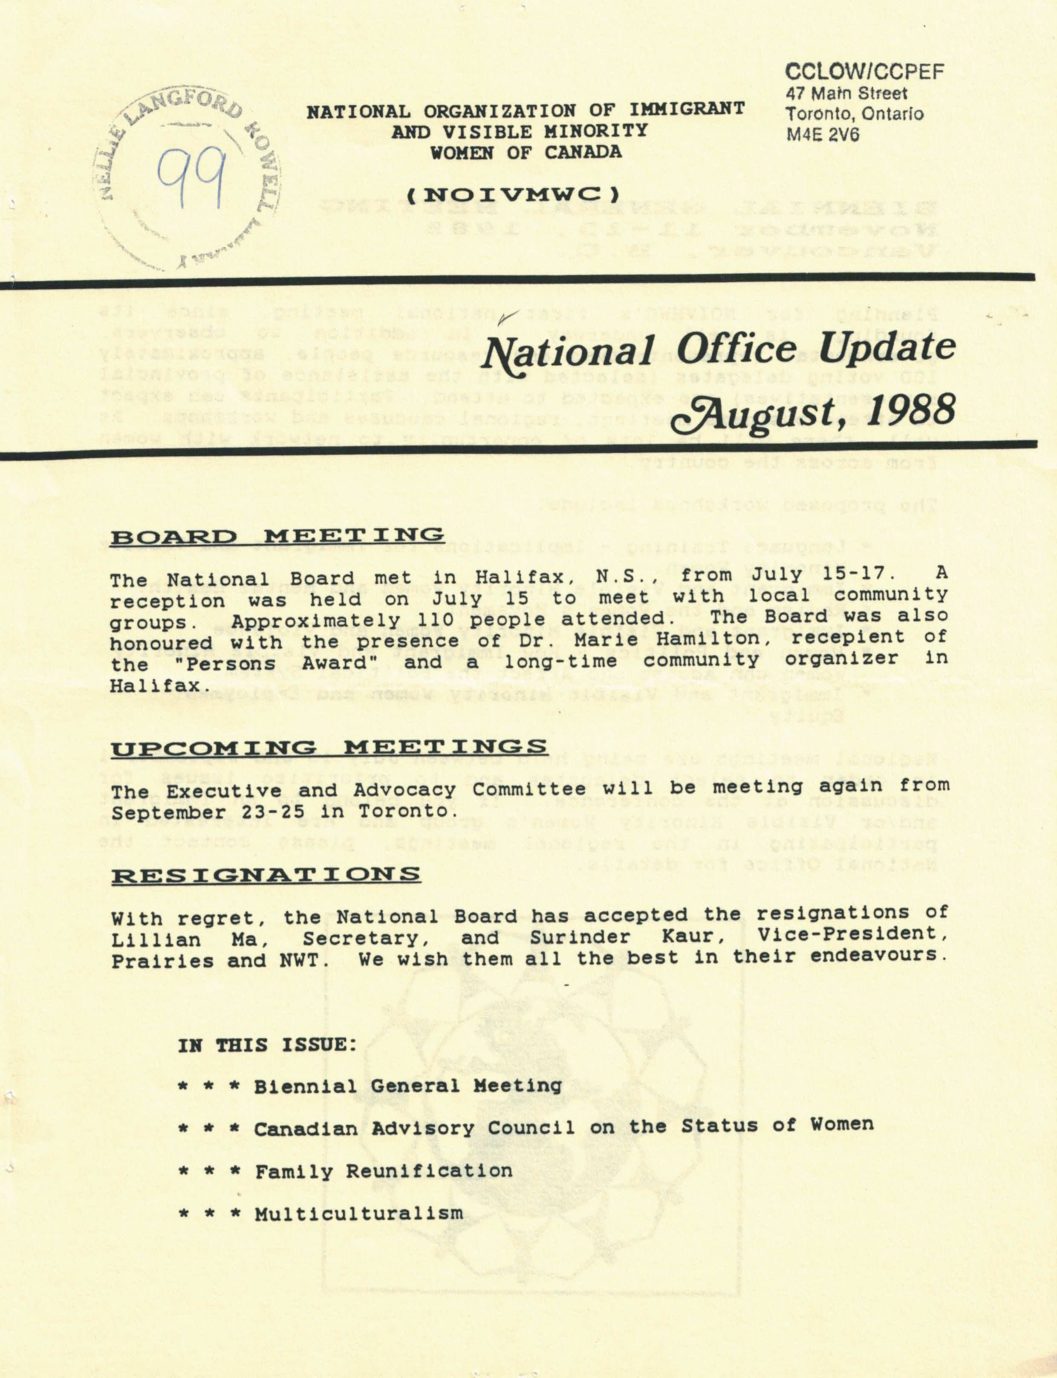 CCLOW/CCPEF
47 Main Street
Toronto, Ontario
M4E 2V6
NELLIE LANGFORD ROWELL LIBRARY
99
NATIONAL ORGANIZATION OF IMMIGRANT
AND VISIBLE MINORITY
WOMEN OF CANADA
(NOIVMWC)
National Office Update
August, 1988
BOARD MEETING
The National Board met in Halifax, N.S., from July 15-17. A
reception was held on July 15 to meet with local community
groups. Approximately 110 people attended. The Board was also
honoured with the presence of Dr. Marie Hamilton, recepient of
the "Persons Award" and a long-time community organizer in
Halifax.
UPCOMING MEETINGS
The Executive and Advocacy Committee will be meeting again from
September 23-25 in Toronto.
RESIGNATIONS
With regret, the National Board has accepted the resignations of
Lillian Ma, Secretary, and Surinder Kaur, Vice-President,
Prairies and NWT. We wish them all the best in their endeavours.
IN THIS ISSUE:
* * * Biennial General Meeting
* * * Canadian Advisory Council on the Status of Women
* * * Family Reunification
* * * Multiculturalism